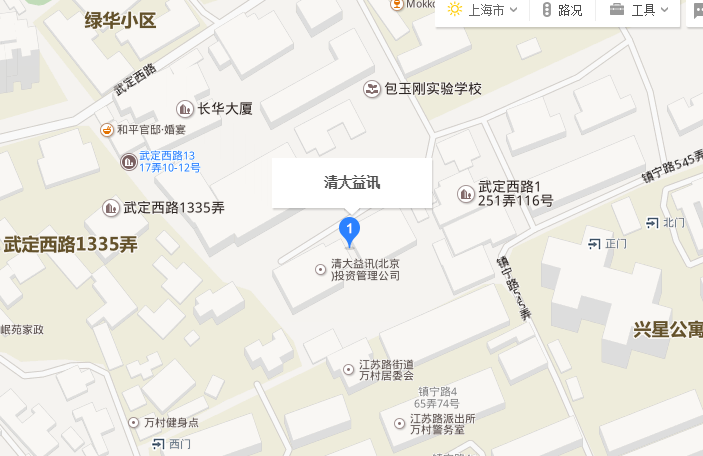 Mokko
上海市
路况
工具
绿华小区
武定西路
包玉刚实验学校
长华大厦
和平官邸·婚宴
武定西路13
17弄10-12号
清大益讯
镇宁路545弄
武定西路1
251弄116号
武定西路1335弄
北门
正门
武定西路1335弄
1
清大益讯(北京
)投资管理公司
镇宁路545弄
兴星公寓
岷苑家政
江苏路街道
万村居委会
镇宁路4
65弄74号
万村健身点
江苏路派出所
万村警务室
西门